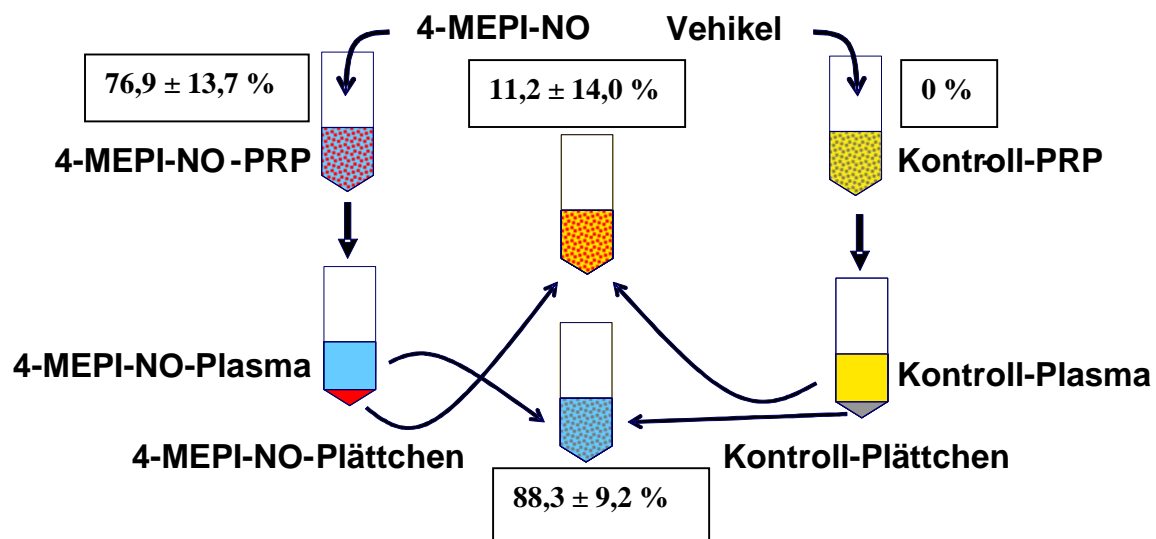 4-MEPI-NO
Vehikel
76,9 ± 13,7 %
11,2 ± 14,0 %
0 %
4-MEPI-NO -PRP
Kontroll-PRP
4-MEPI-NO-Plasma
Kontroll-Plasma
4-MEPI-NO-Plättchen
Kontroll-Plättchen
88,3 ± 9,2 %